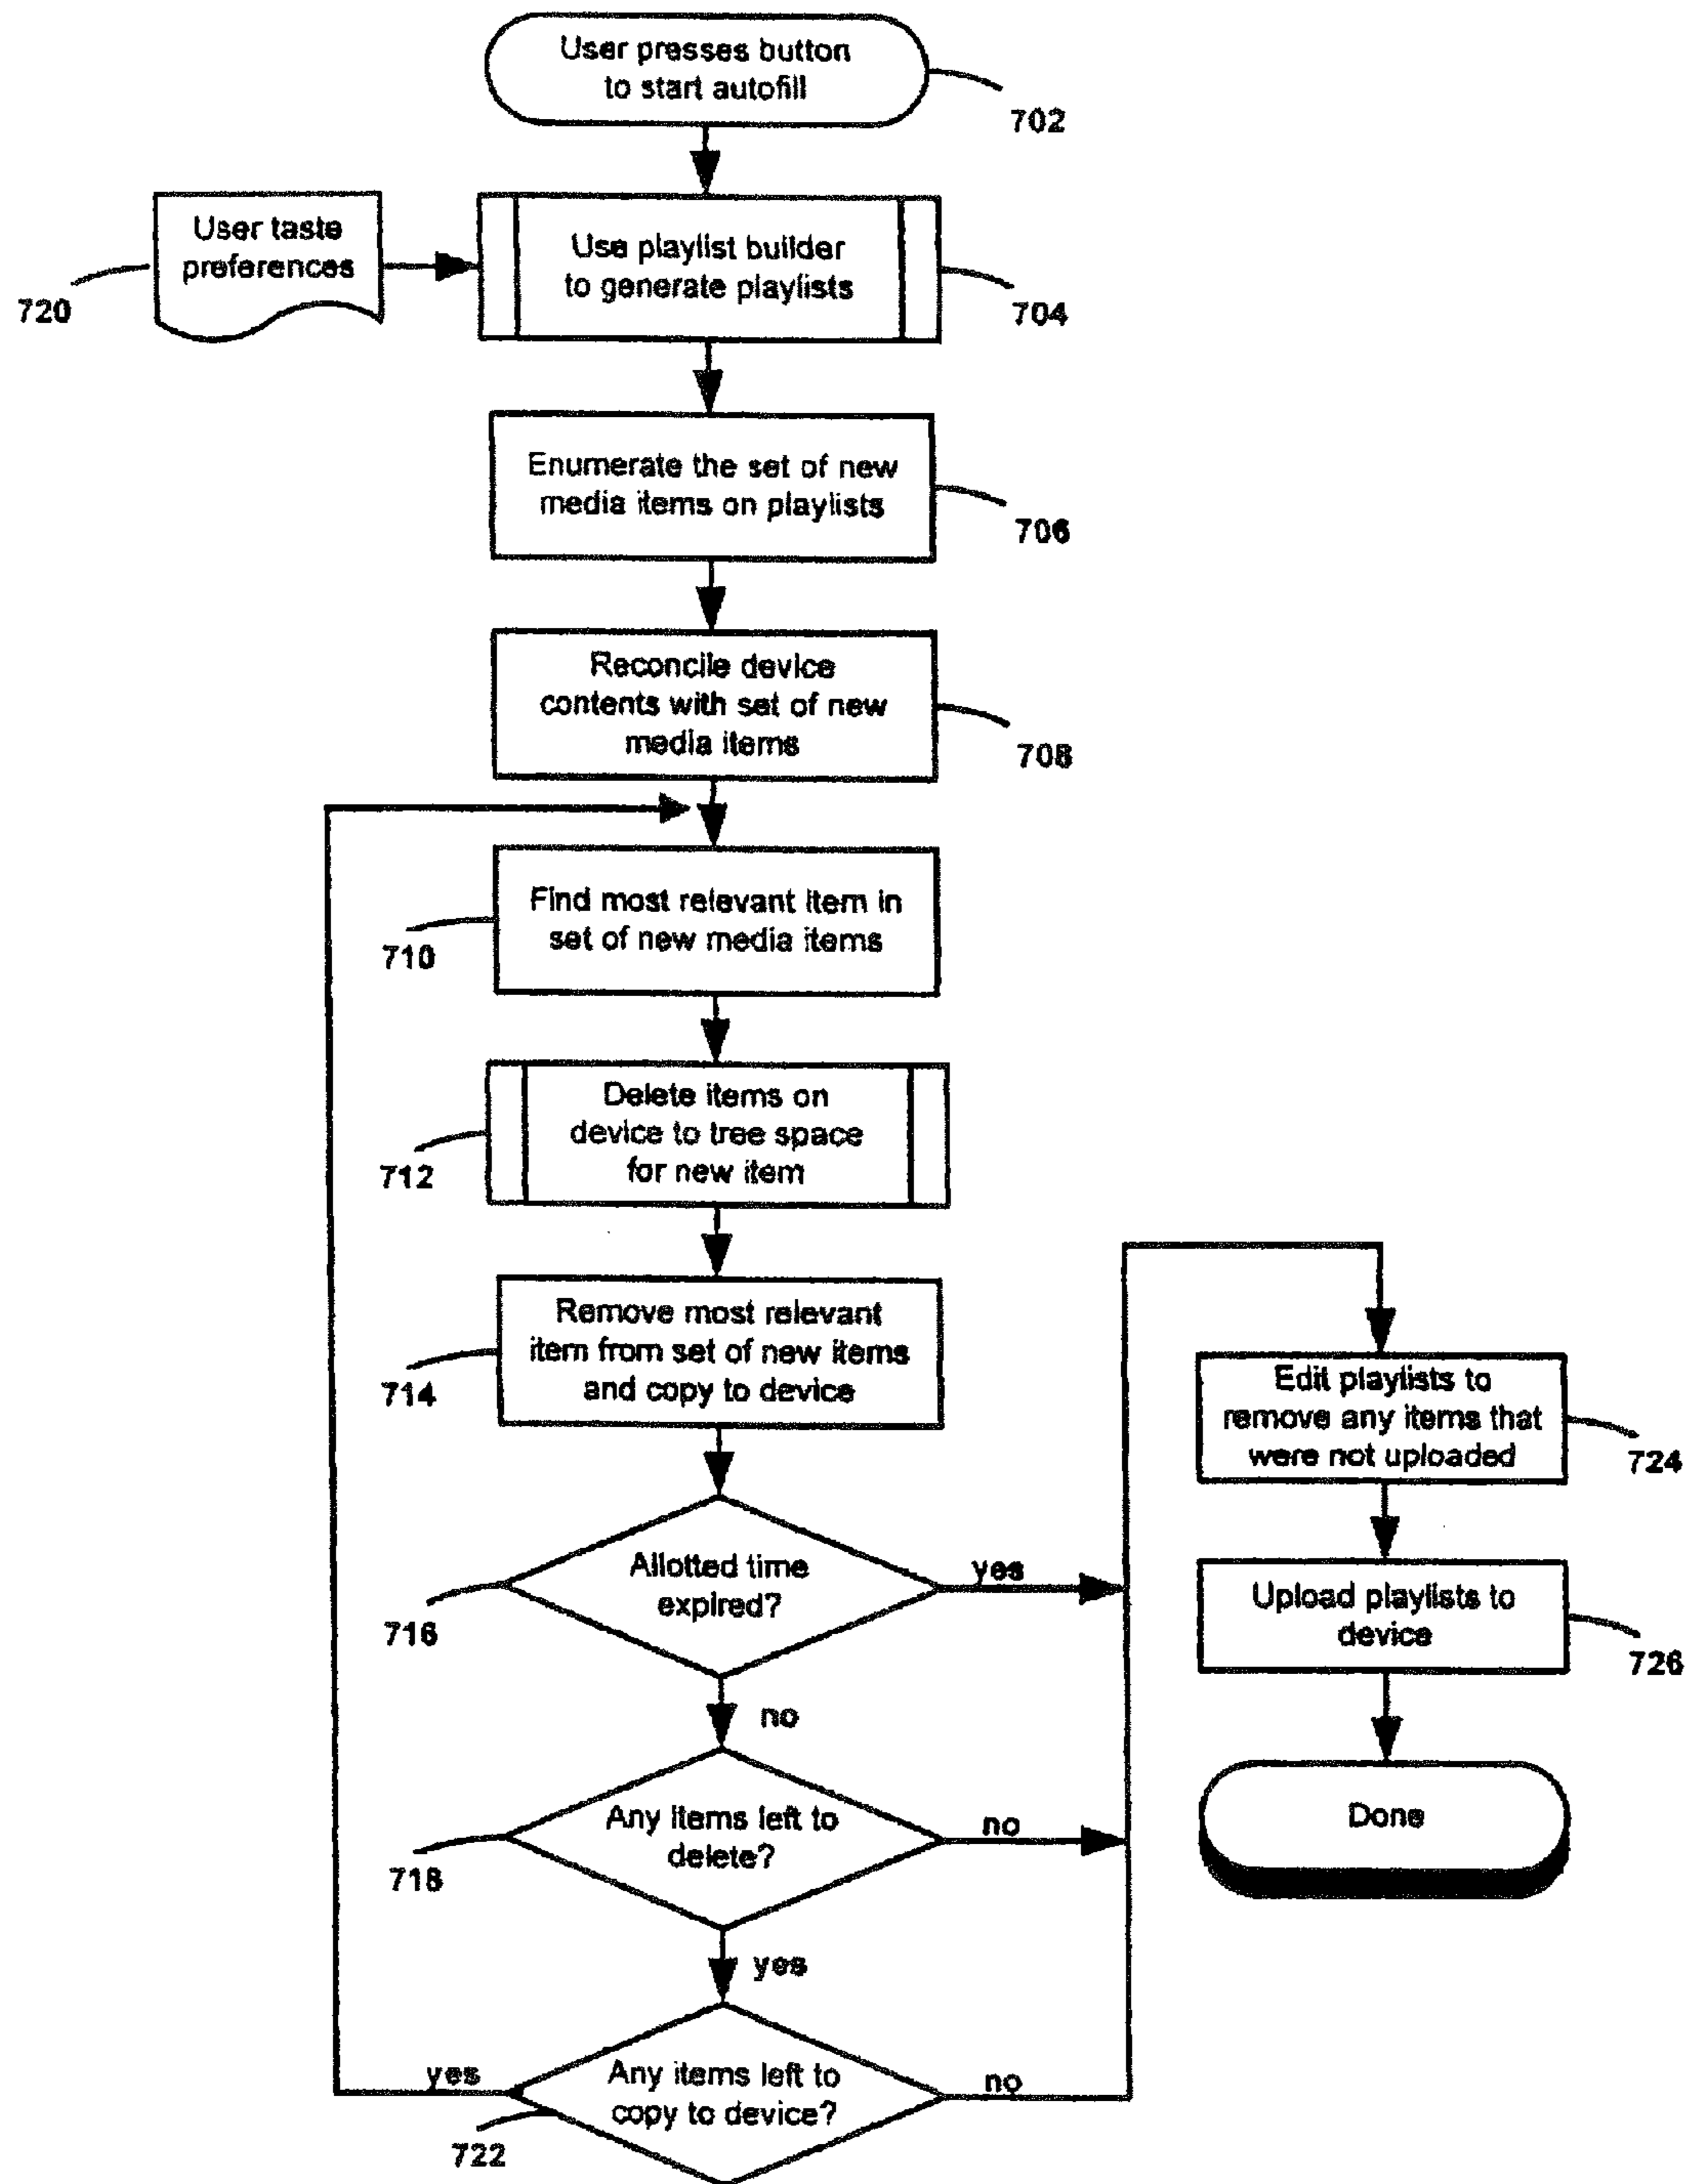 User presses button
to start autofill
702
User taste
preferences
720
Use playlist builder
to generate playlists
704
Enumerate the set of new
media items on playlists
706
Reconcile device
contents with set of new
media items
708
Find most relevant item in
set of new media items
710
Delete items on
device to tree space
for new item
712
Remove most relevant
item from set of new items
and copy to device
714
Allotted time
expired?
716
yes
no
Any items left to
delete?
718
no
yes
Any items left to
copy to device?
722
yes
no
Edit playlists to
remove any items that
were not uploaded
724
Upload playlists to
device
726
Done